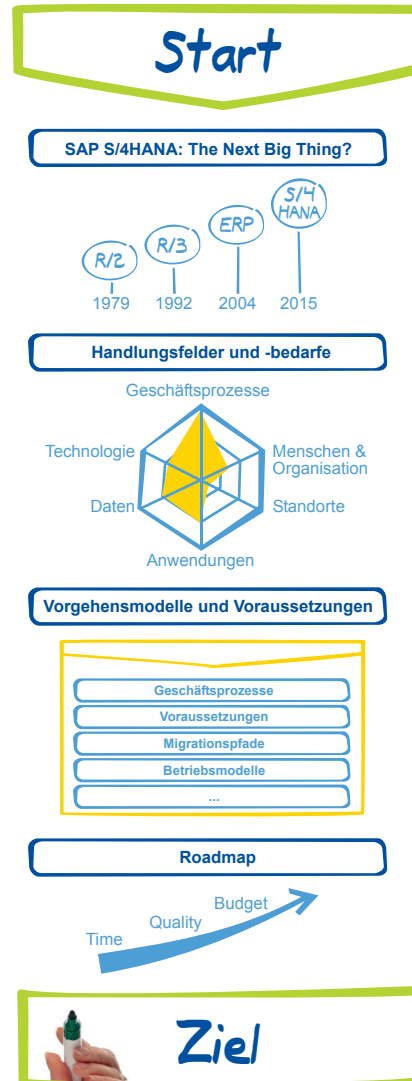 Start
SAP S/4HANA: The Next Big Thing?
R/2
R/3
ERP
S/4
HANA
1979 1992 2004 2015
Handlungsfelder und -bedarfe
Geschäftsprozesse
Technologie
Menschen &
Organisation
Daten
Standorte
Anwendungen
Vorgehensmodelle und Voraussetzungen
Geschäftsprozesse
Voraussetzungen
Migrationspfade
Betriebsmodelle
...
Roadmap
Time
Quality
Budget
Ziel